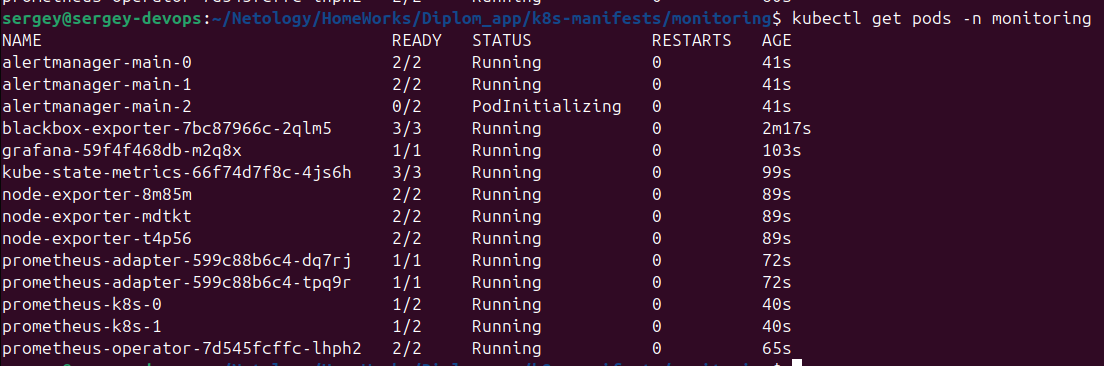 sergey@sergey-devops:~/Netology/HomeWorks/Diplom_app/k8s-manifests/monitoring$ kubectl get pods -n monitoring
NAME READY STATUS RESTARTS AGE
alertmanager-main-0 2/2 Running 0 41s
alertmanager-main-1 2/2 Running 0 41s
alertmanager-main-2 0/2 PodInitializing 0 41s
blackbox-exporter-7bc87966c-2qlm5 3/3 Running 0 2m17s
grafana-59f4f468db-m2q8x 1/1 Running 0 103s
kube-state-metrics-66f74d7f8c-4js6h 3/3 Running 0 99s
node-exporter-8m85m 2/2 Running 0 89s
node-exporter-mdtkt 2/2 Running 0 89s
node-exporter-t4p56 2/2 Running 0 89s
prometheus-adapter-599c88b6c4-dq7rj 1/1 Running 0 72s
prometheus-adapter-599c88b6c4-tpq9r 1/1 Running 0 72s
prometheus-k8s-0 1/2 Running 0 40s
prometheus-k8s-1 1/2 Running 0 40s
prometheus-operator-7d545fcffc-lhph2 2/2 Running 0 65s